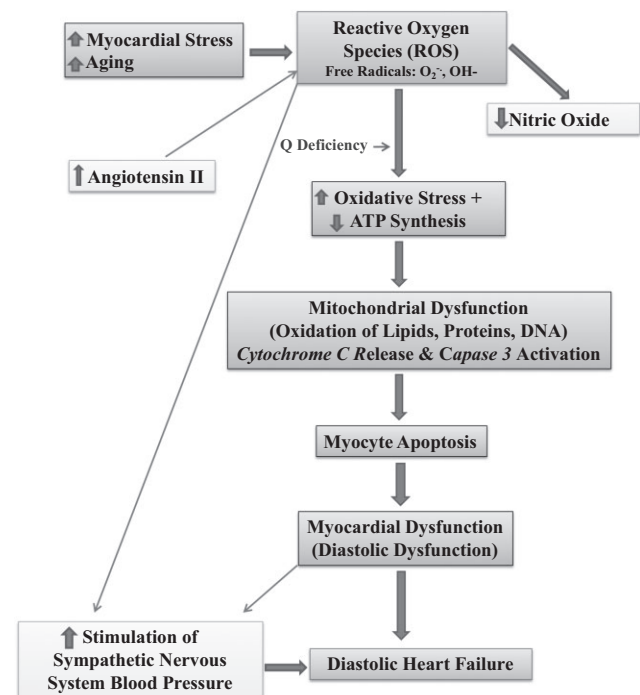 Myocardial Stress
Aging
Reactive Oxygen
Species (ROS)
Free Radicals: O₂⁻·, OH-
Nitric Oxide
Q Deficiency
Angiotensin II
Oxidative Stress +
ATP Synthesis
Mitochondrial Dysfunction
(Oxidation of Lipids, Proteins, DNA)
Cytochrome C Release & Capase 3 Activation
Myocyte Apoptosis
Myocardial Dysfunction
(Diastolic Dysfunction)
Stimulation of
Sympathetic Nervous
System Blood Pressure
Diastolic Heart Failure